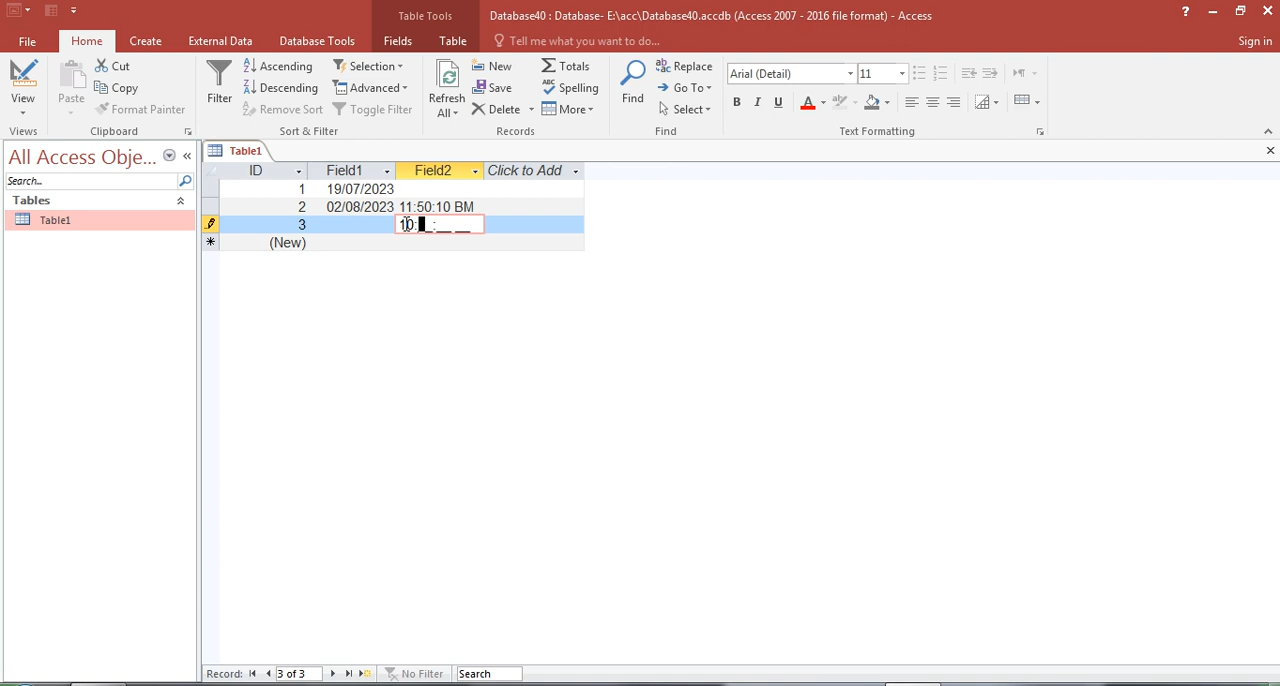 Table Tools
Database40 : Database- E:\acc\Database40.accdb (Access 2007 - 2016 file format) - Access
?
File
Home
Create
External Data
Database Tools
Fields
Table
Tell me what you want to do...
Sign in
View
Views
Paste
Cut
Copy
Format Painter
Clipboard
Filter
Ascending
Descending
Remove Sort
Selection
Advanced
Toggle Filter
Sort & Filter
Refresh
All
New
Save
Delete
Totals
Spelling
More
Records
Find
Replace
Go To
Select
Find
Arial (Detail)
11
B I U A
Text Formatting
All Access Obje...
Search...
Tables
Table1
Table1
ID Field1 Field2 Click to Add
1 19/07/2023
2 02/08/2023 11:50:10 BM
3 10:__:__ __
(New)
Record: 3 of 3 No Filter Search